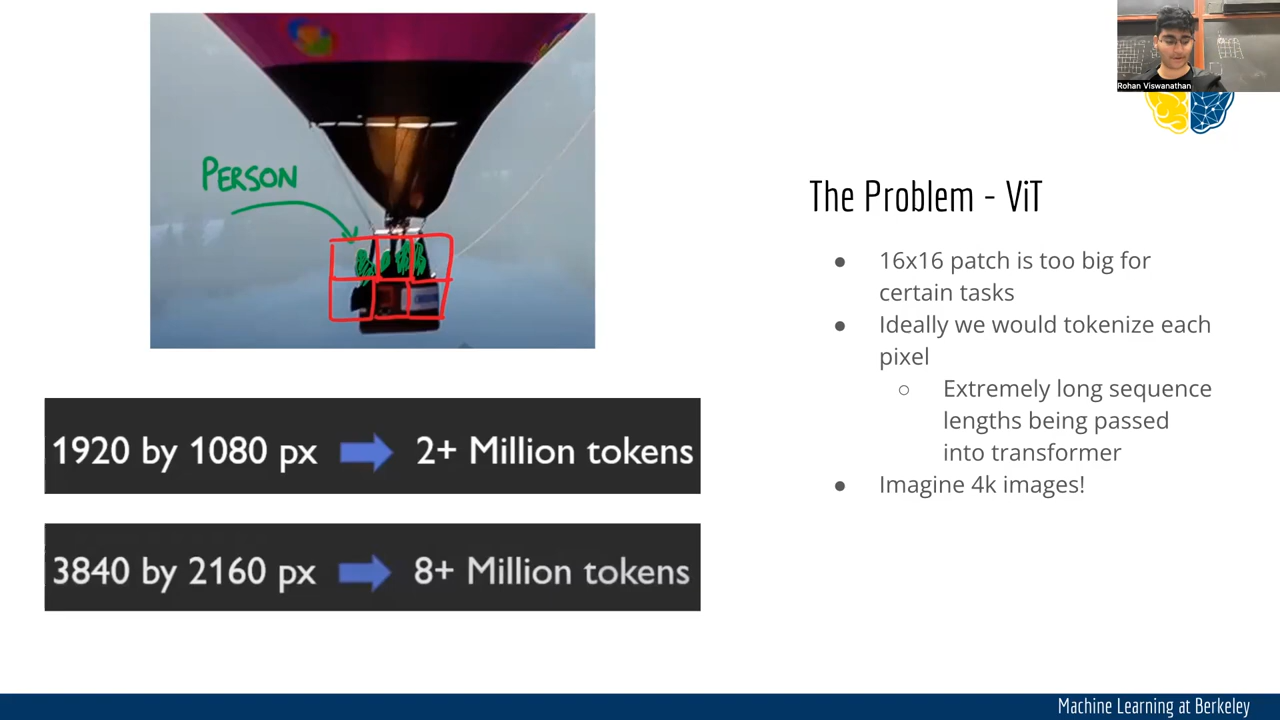 Rohan Viswanathan
PERSON
The Problem - ViT
● 16x16 patch is too big for
certain tasks
● Ideally we would tokenize each
pixel
○ Extremely long sequence
lengths being passed
into transformer
● Imagine 4k images!
1920 by 1080 px ➡ 2+ Million tokens
3840 by 2160 px ➡ 8+ Million tokens
Machine Learning at Berkeley